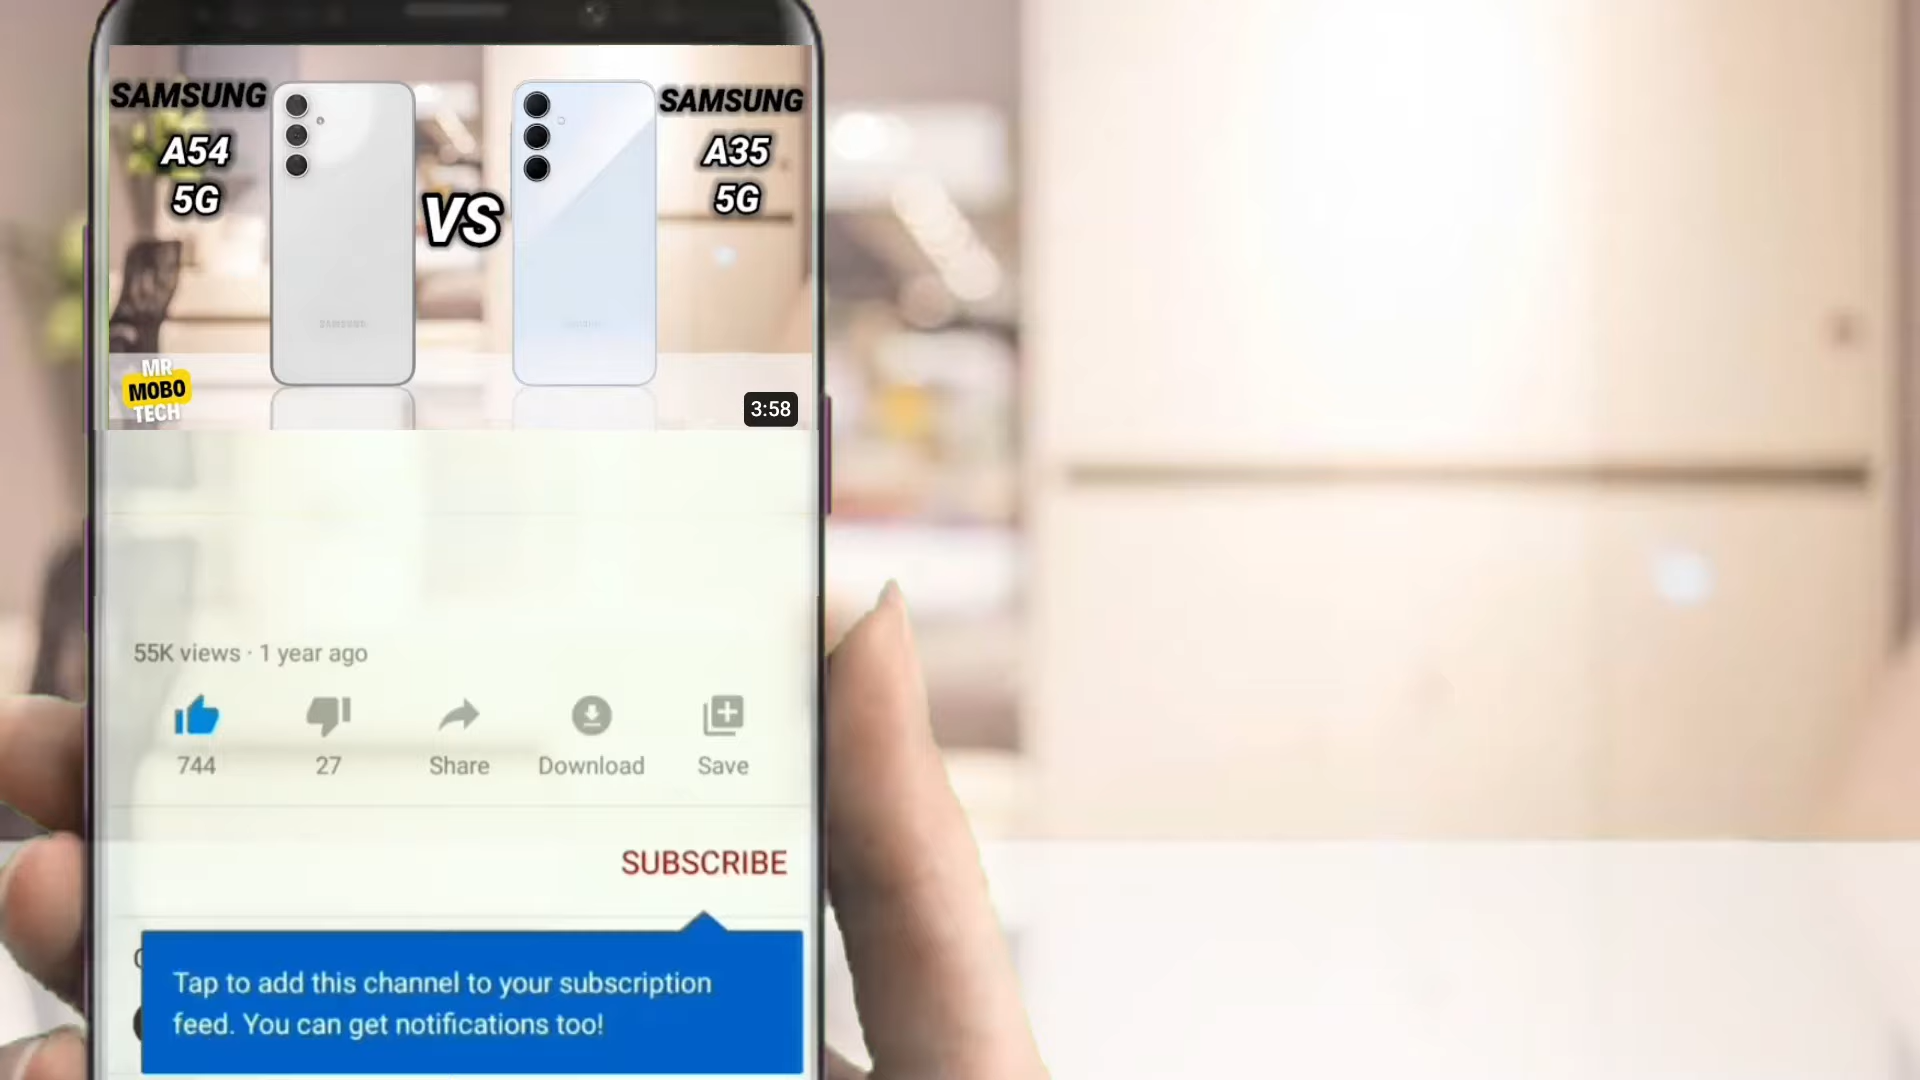 SAMSUNG
A54
5G
VS
SAMSUNG
A35
5G
SAMSUNG
MR
MOBO
TECH
3:58
55K views · 1 year ago
744
27
Share
Download
Save
SUBSCRIBE
Tap to add this channel to your subscription
feed. You can get notifications too!